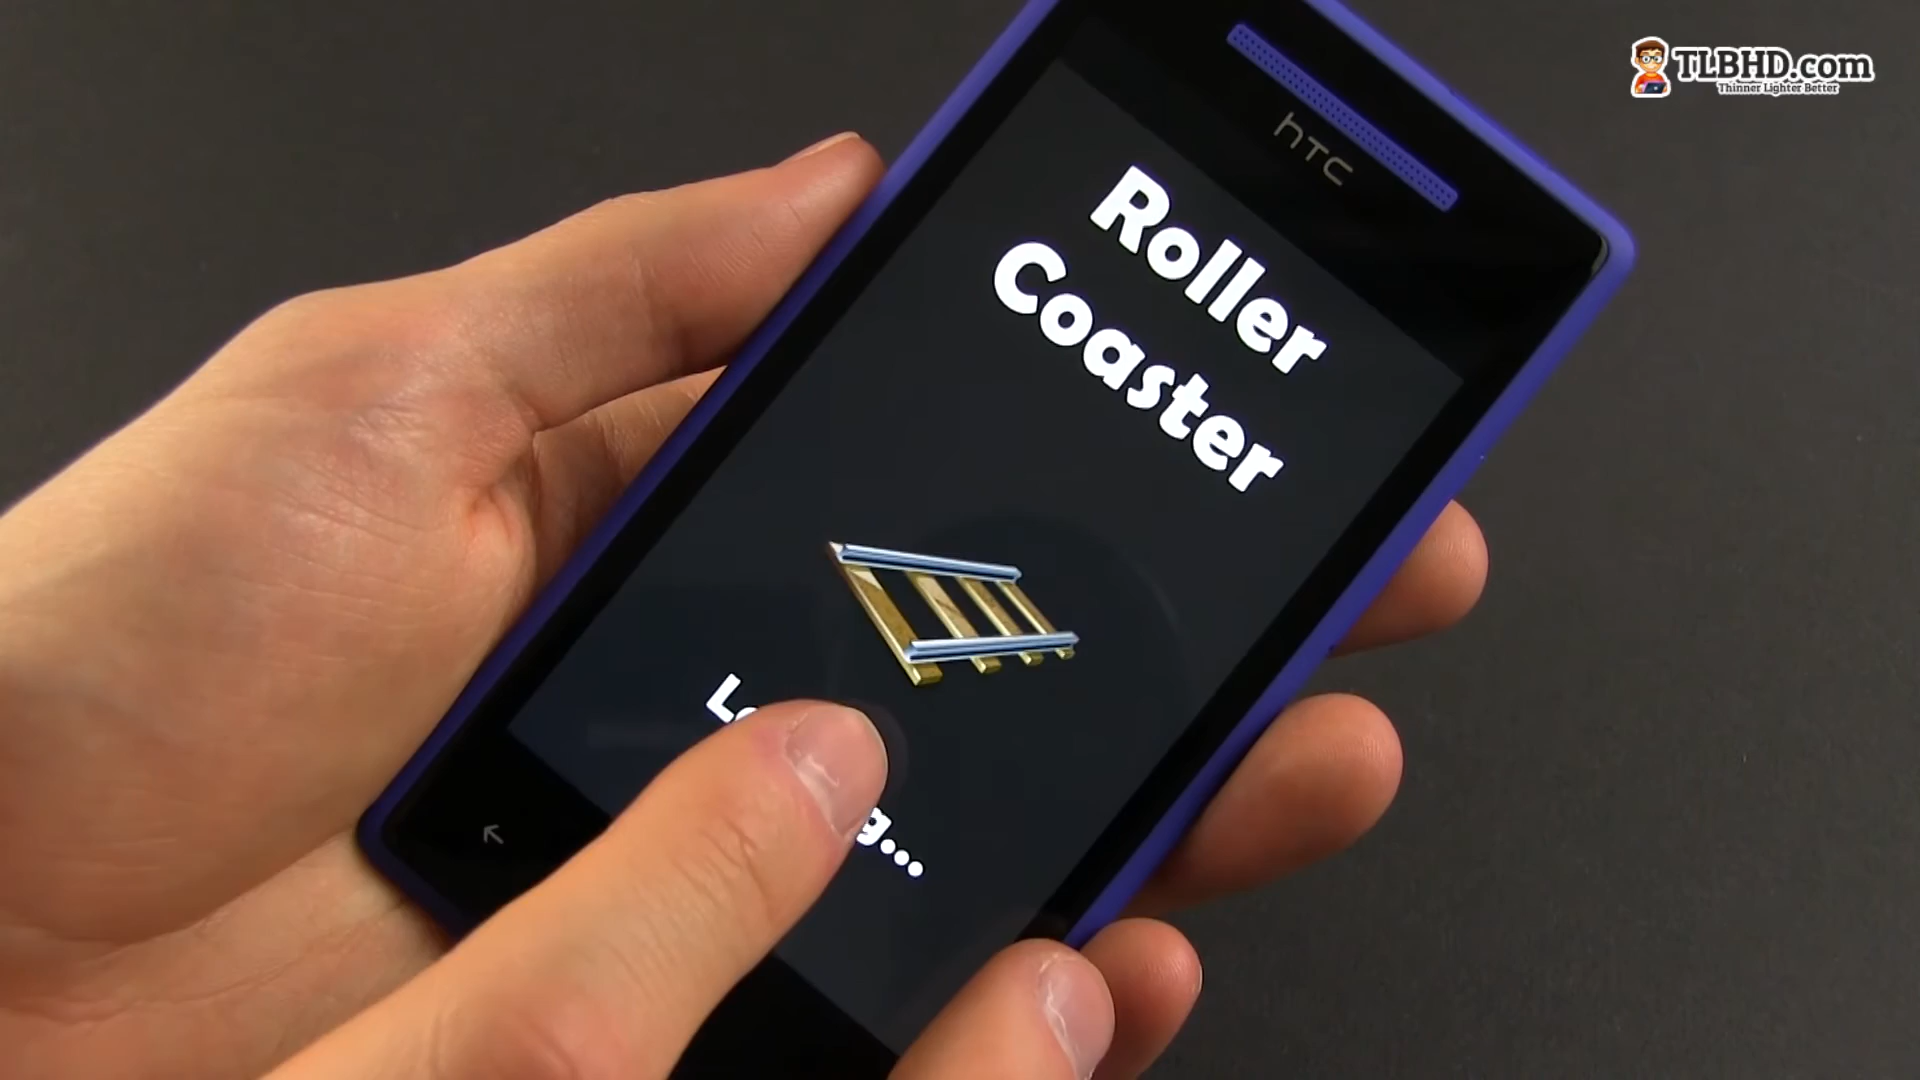 TLBHD.com
Thinner Lighter Better
hTC
Roller
Coaster